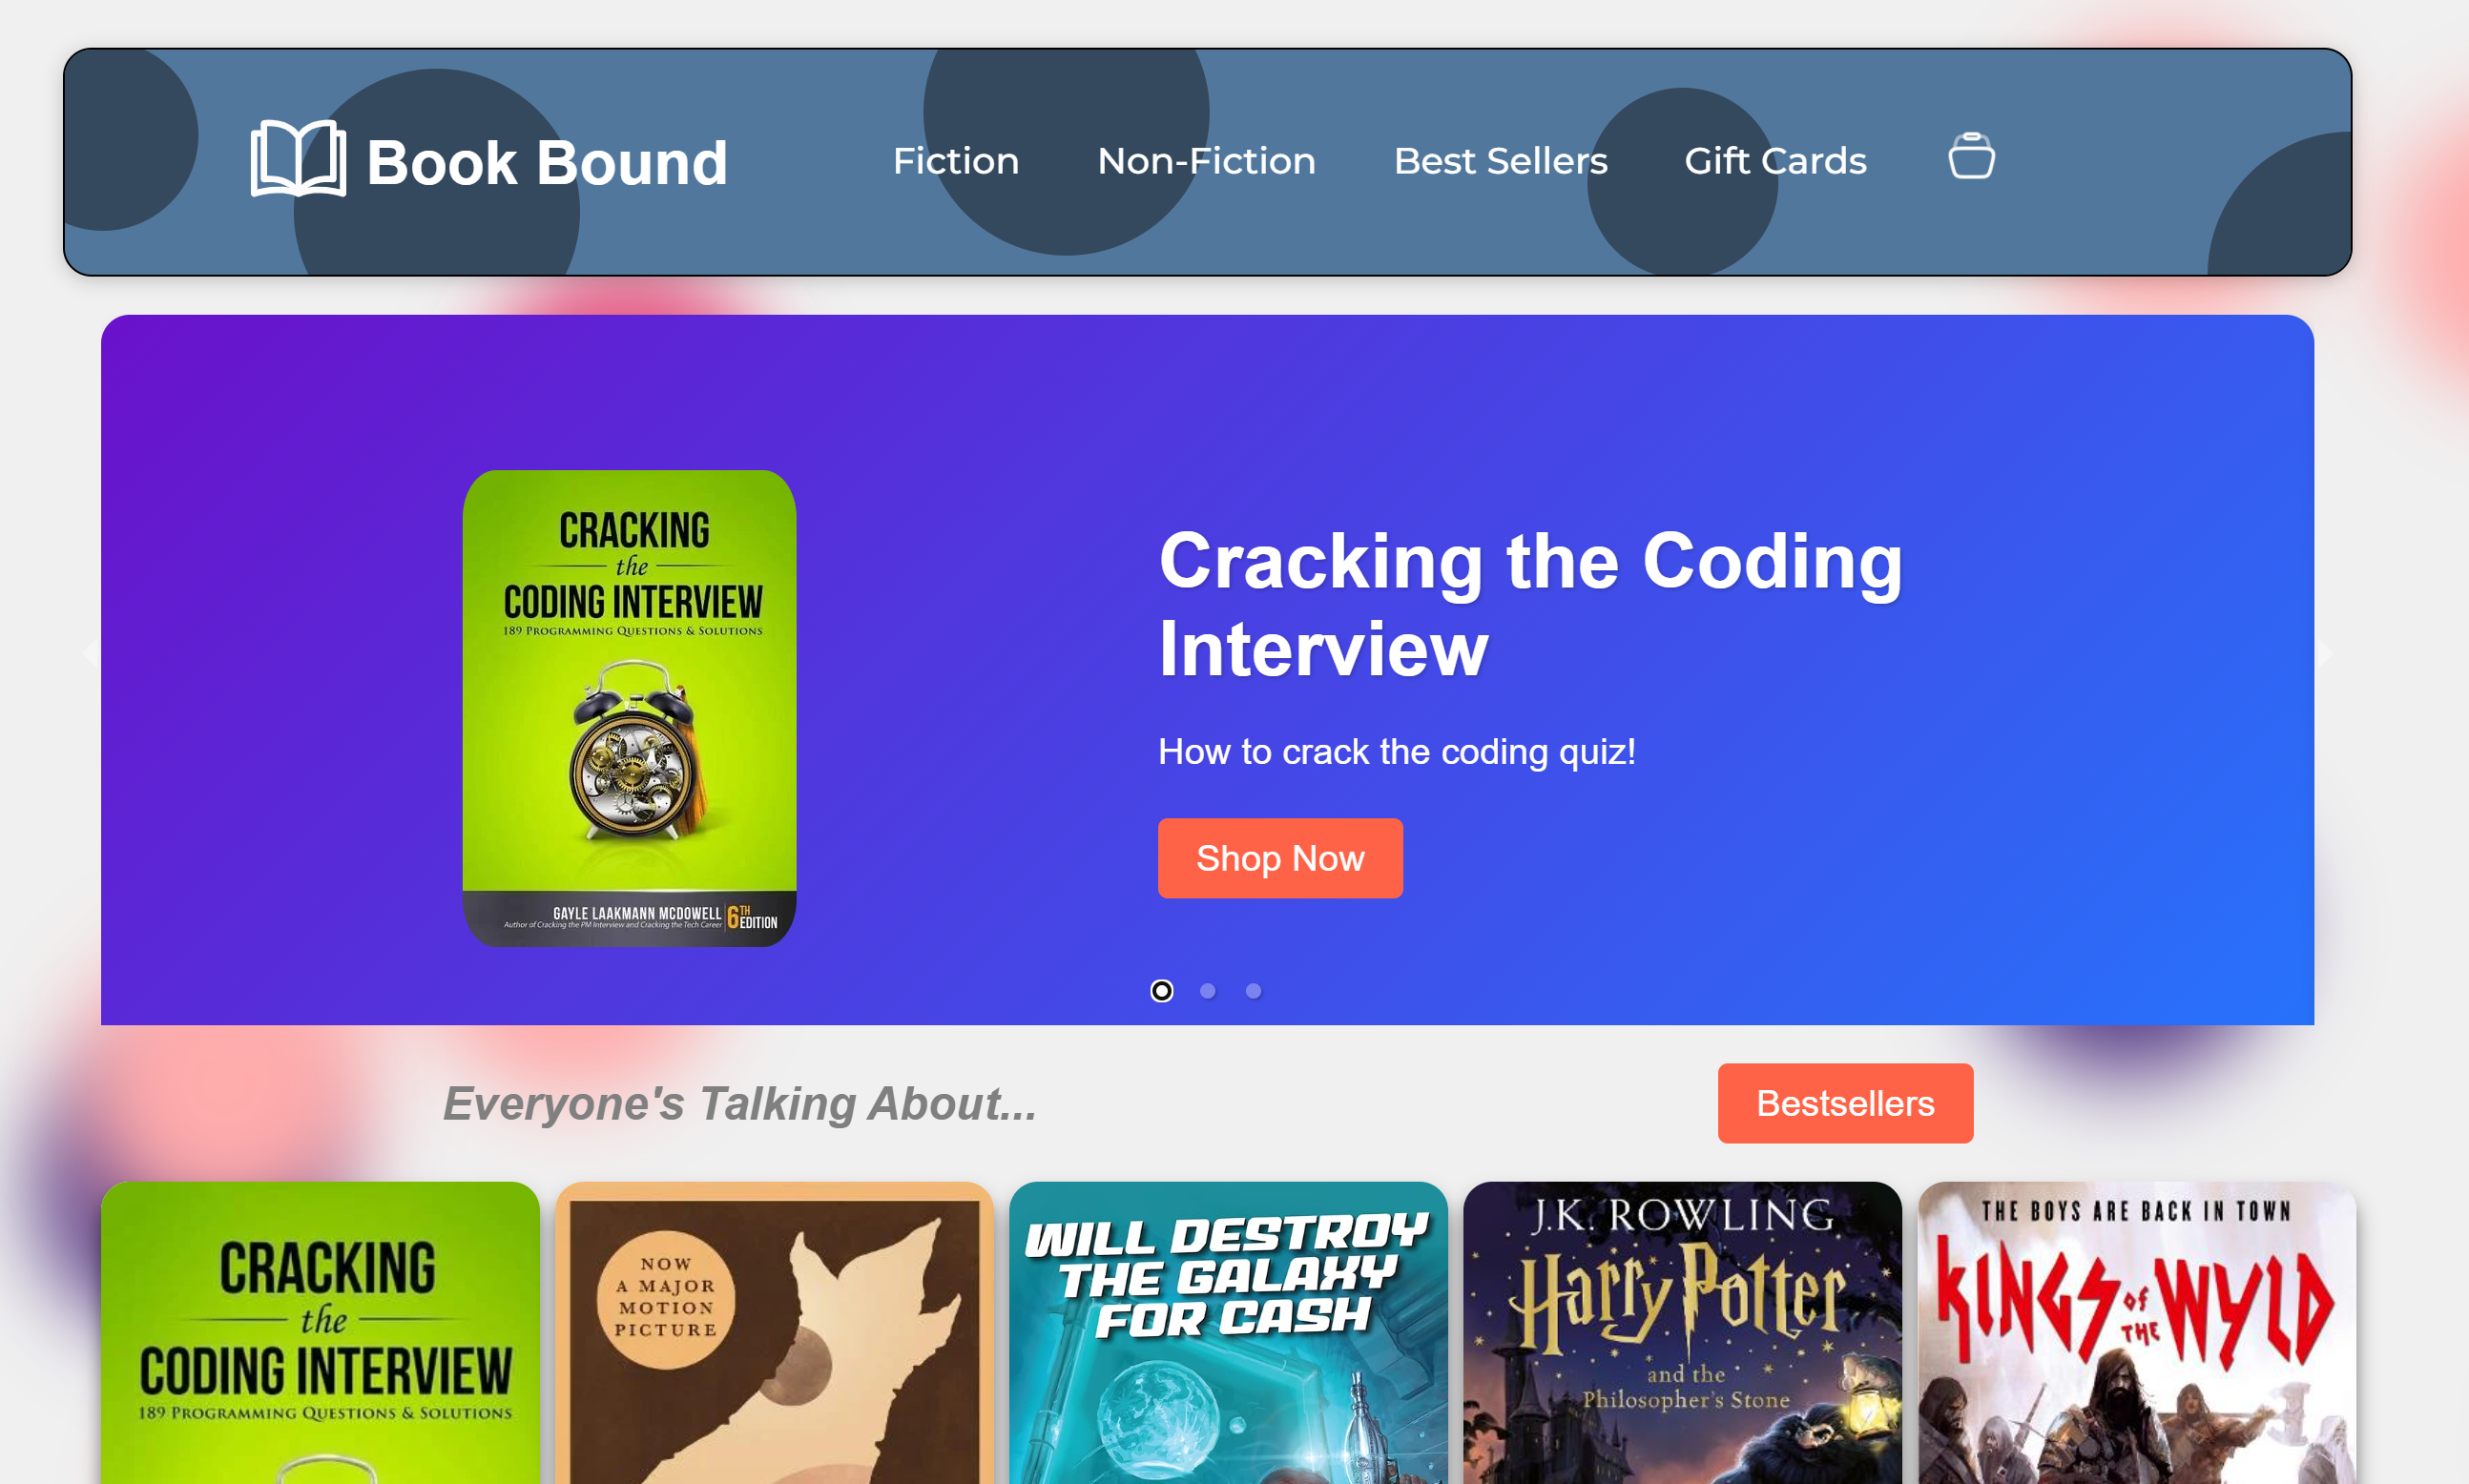 Book Bound
Fiction
Non-Fiction
Best Sellers
Gift Cards
CRACKING
the
CODING INTERVIEW
189 PROGRAMMING QUESTIONS & SOLUTIONS
GAYLE LAAKMANN MCDOWELL
Author of Cracking the PM Interview and Cracking the Tech Career
6TH EDITION
Cracking the Coding
Interview
How to crack the coding quiz!
Shop Now
Everyone's Talking About...
Bestsellers
CRACKING
the
CODING INTERVIEW
189 PROGRAMMING QUESTIONS & SOLUTIONS
NOW
A MAJOR
MOTION
PICTURE
WILL DESTROY
THE GALAXY
FOR CASH
J.K. ROWLING
Harry Potter
and the
Philosopher's Stone
THE BOYS ARE BACK IN TOWN
KINGS OF THE WYLD